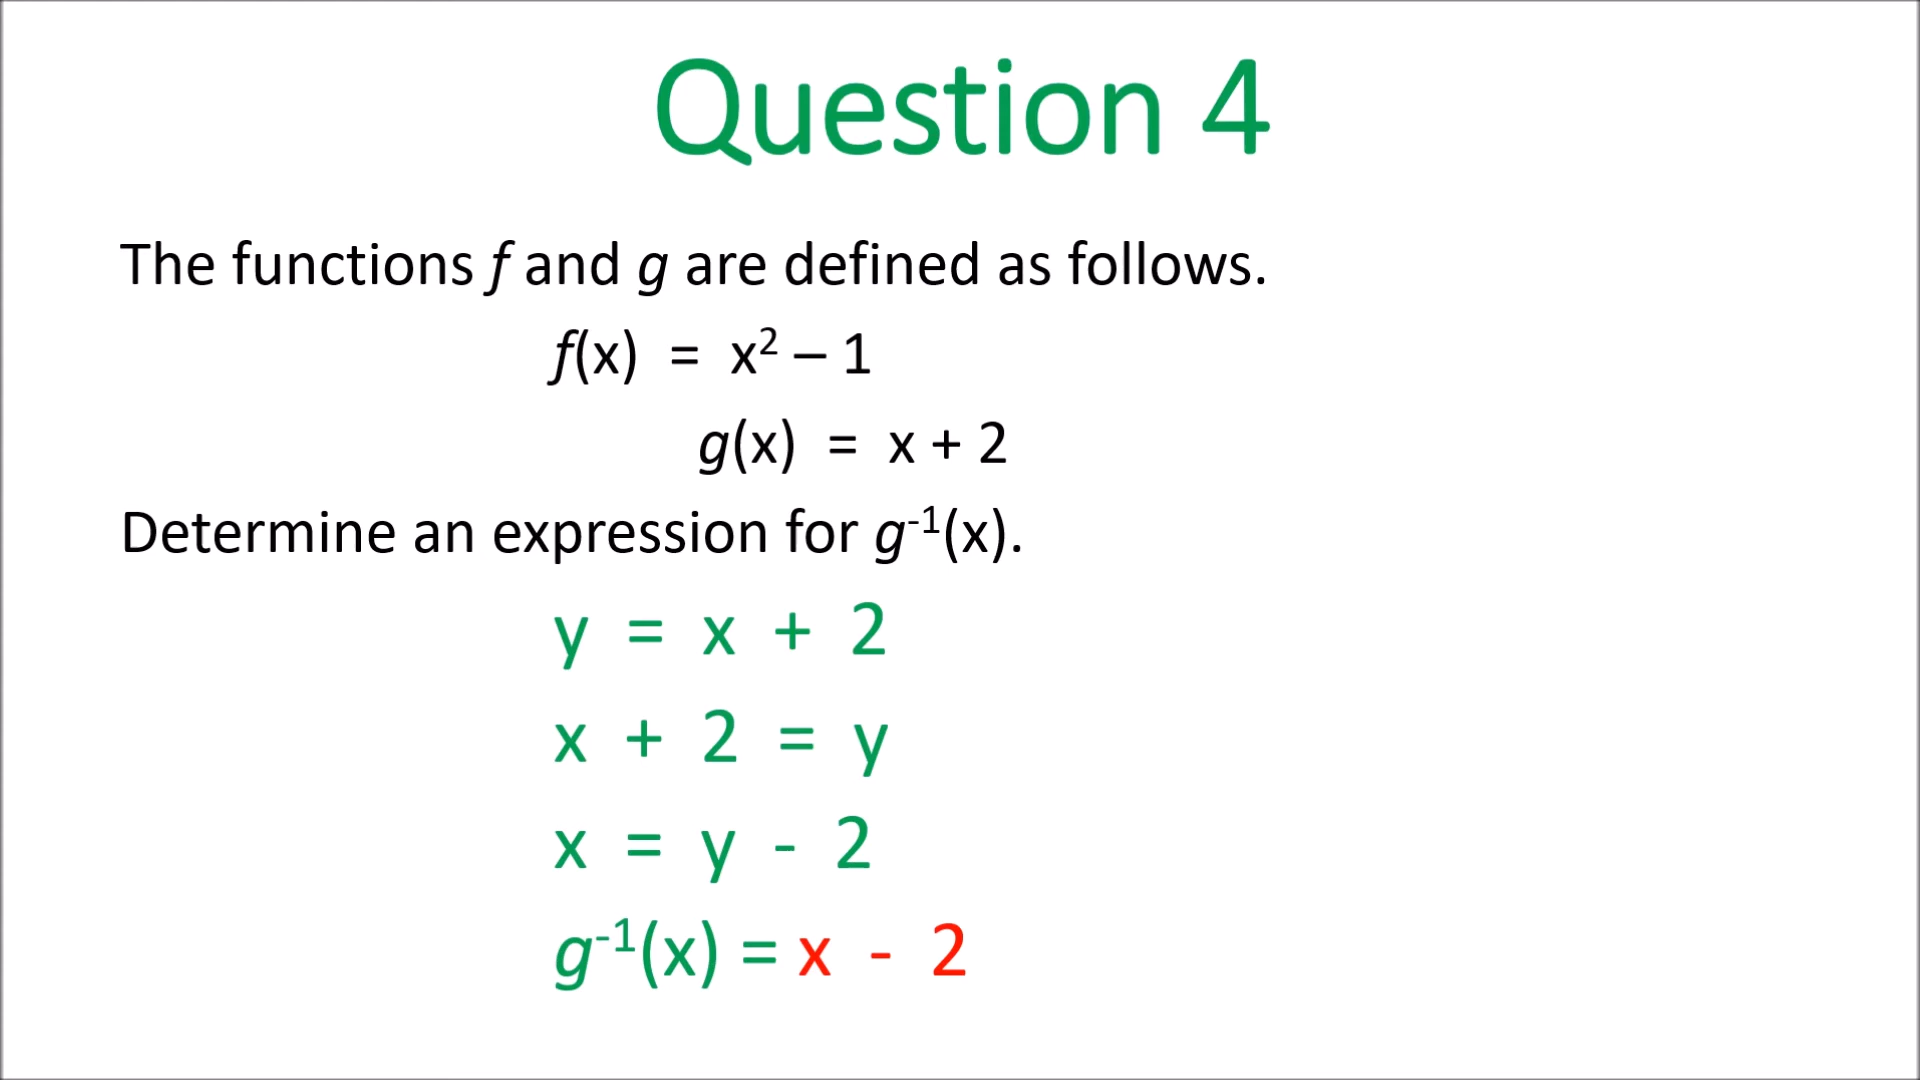 Question 4
The functions f and g are defined as follows.
f(x) = x² – 1
g(x) = x + 2
Determine an expression for g⁻¹(x).
y = x + 2
x + 2 = y
x = y - 2
g⁻¹(x) = x - 2